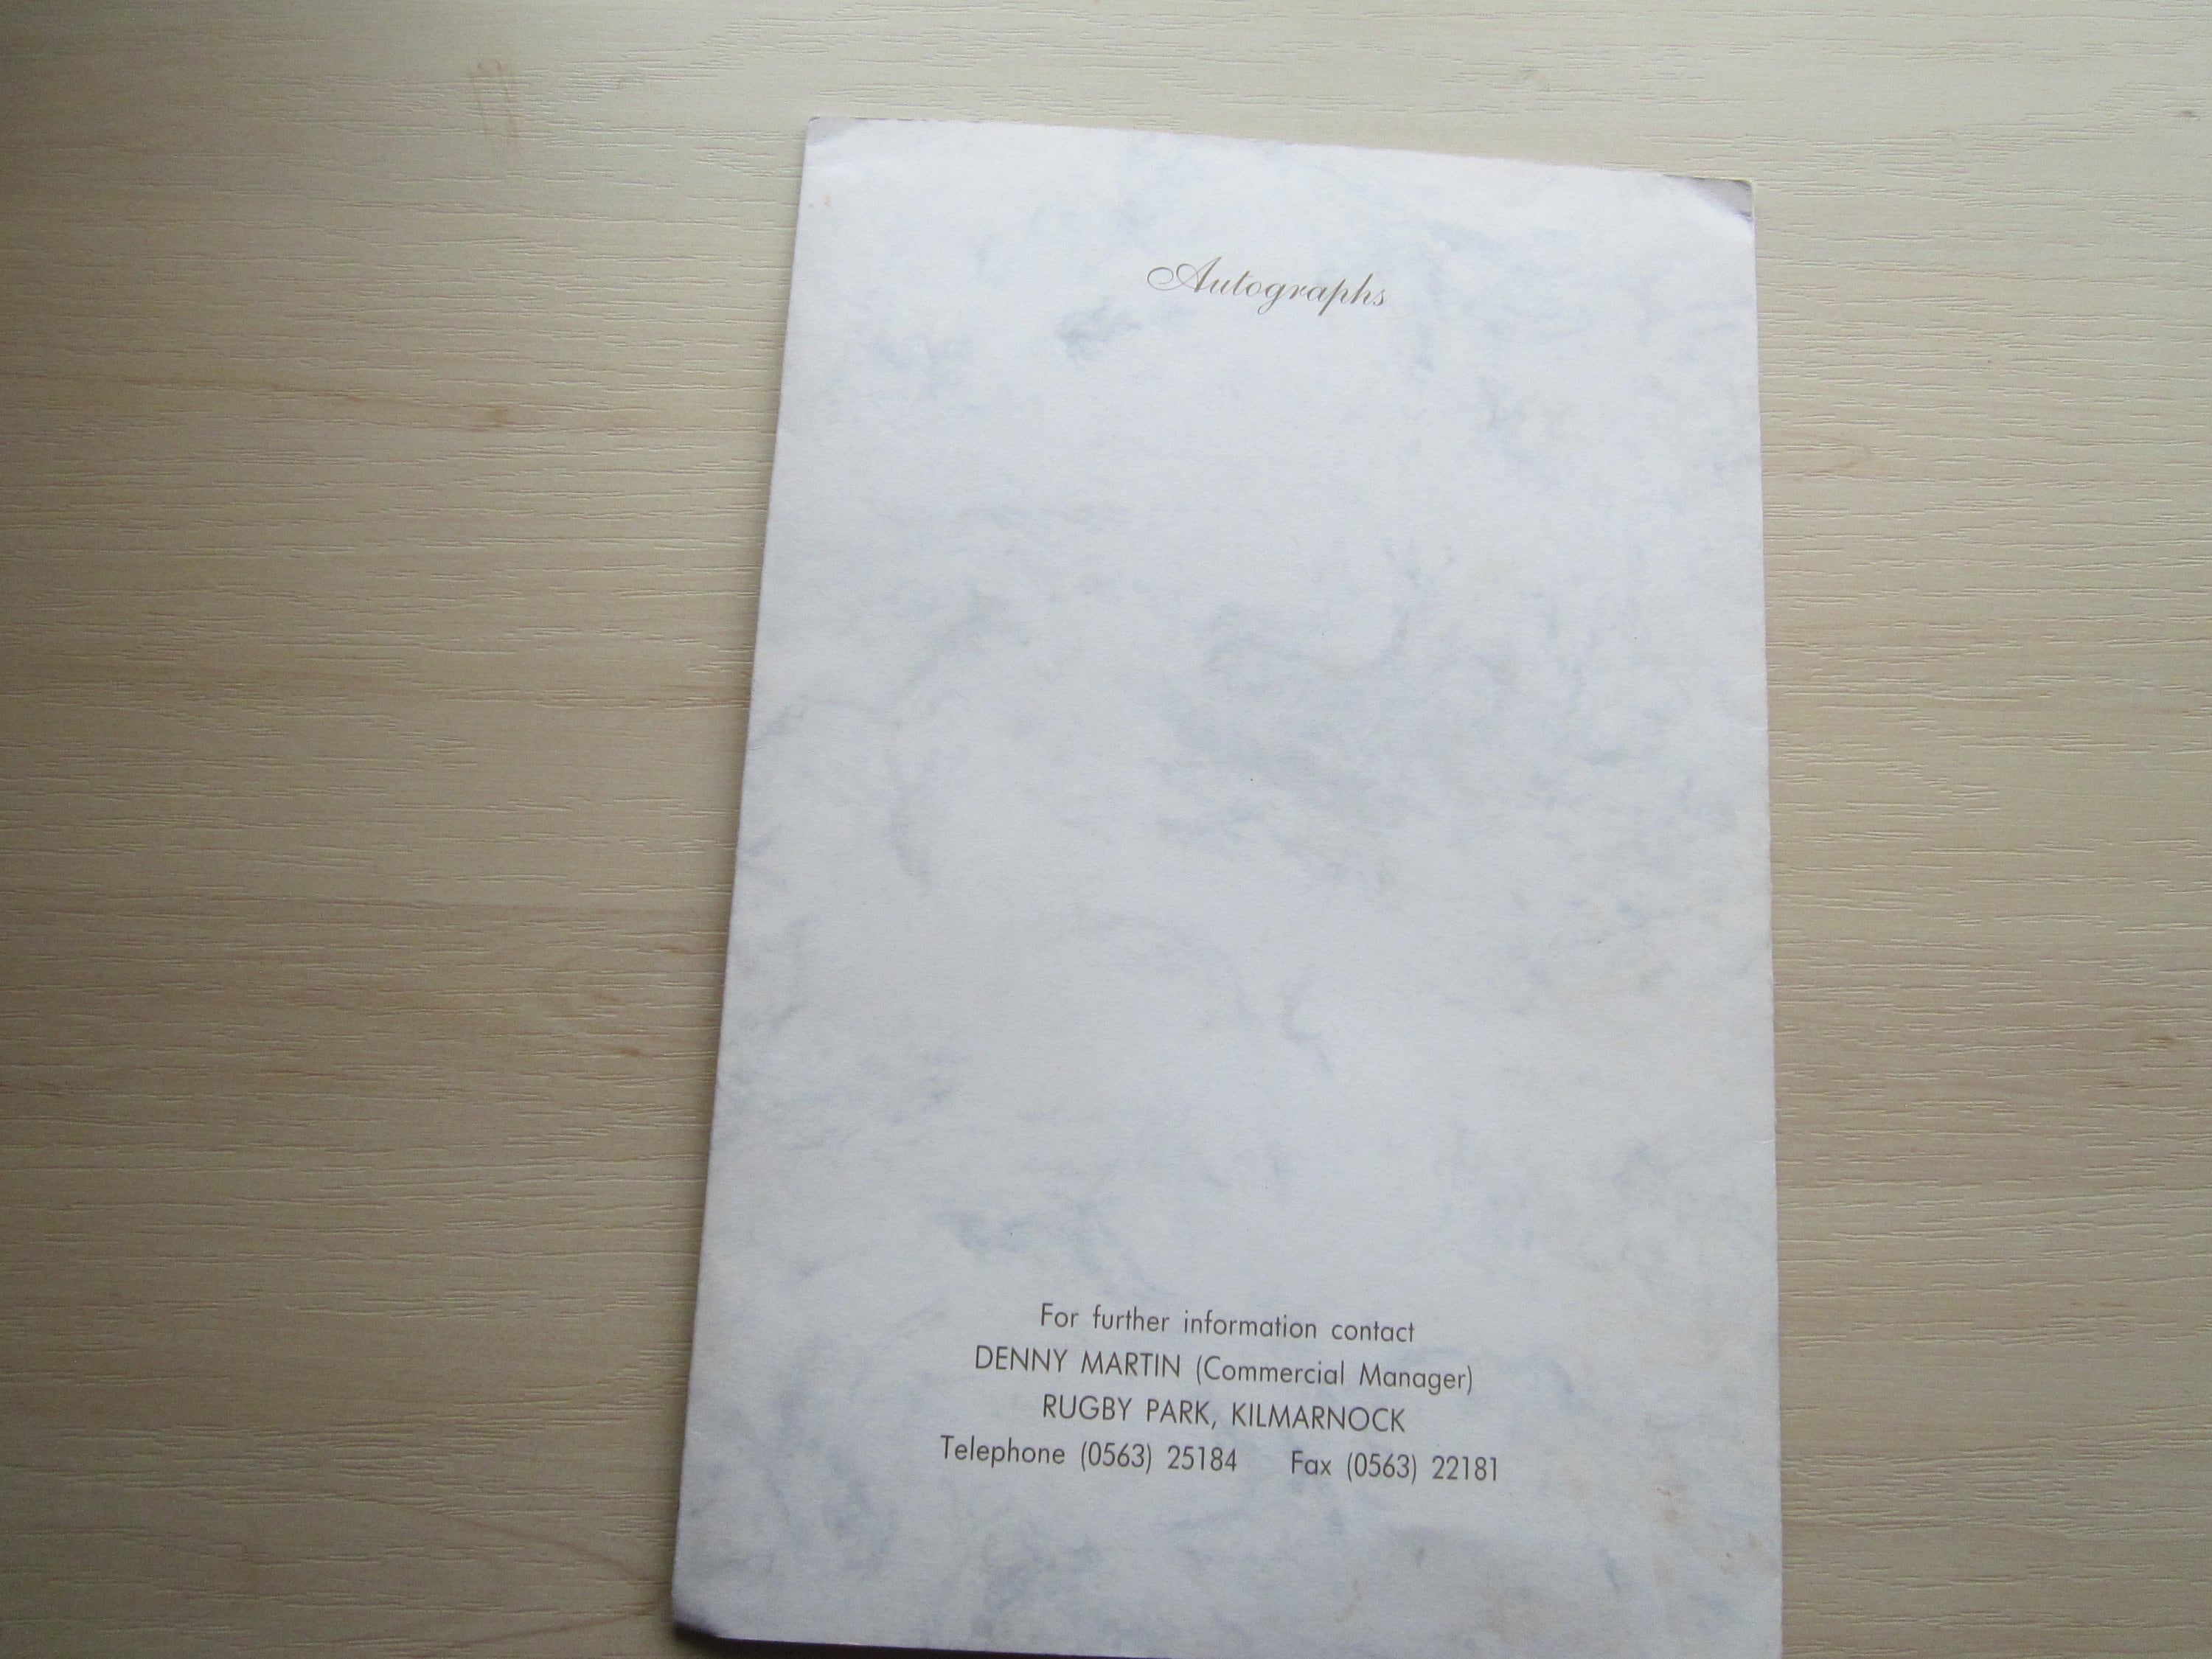 Autographs
For further information contact
DENNY MARTIN (Commercial Manager)
RUGBY PARK, KILMARNOCK
Telephone (0563) 25184 Fax (0563) 22181